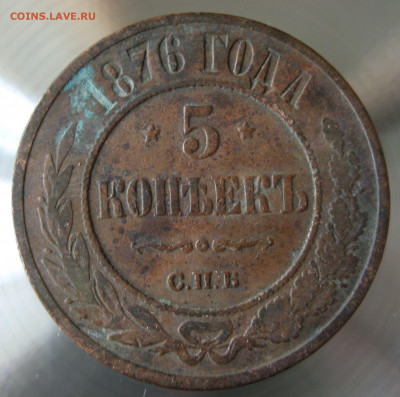 COINS.LAVE.RU
1876 ГОДА
5
КОПѢЕКЪ
С.П.Б